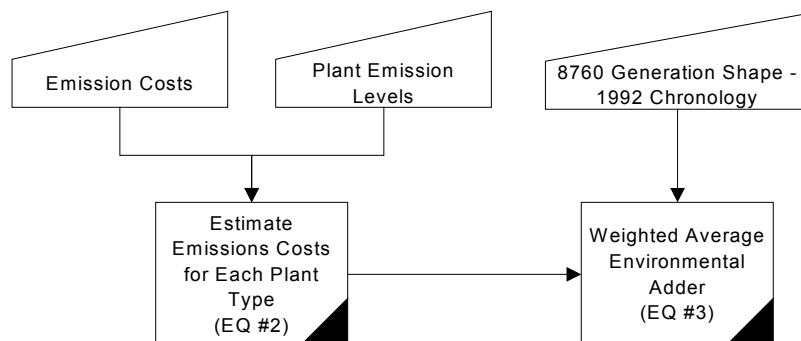 Emission Costs
Plant Emission
Levels
8760 Generation Shape -
1992 Chronology
Estimate
Emissions Costs
for Each Plant
Type
(EQ #2)
Weighted Average
Environmental
Adder
(EQ #3)